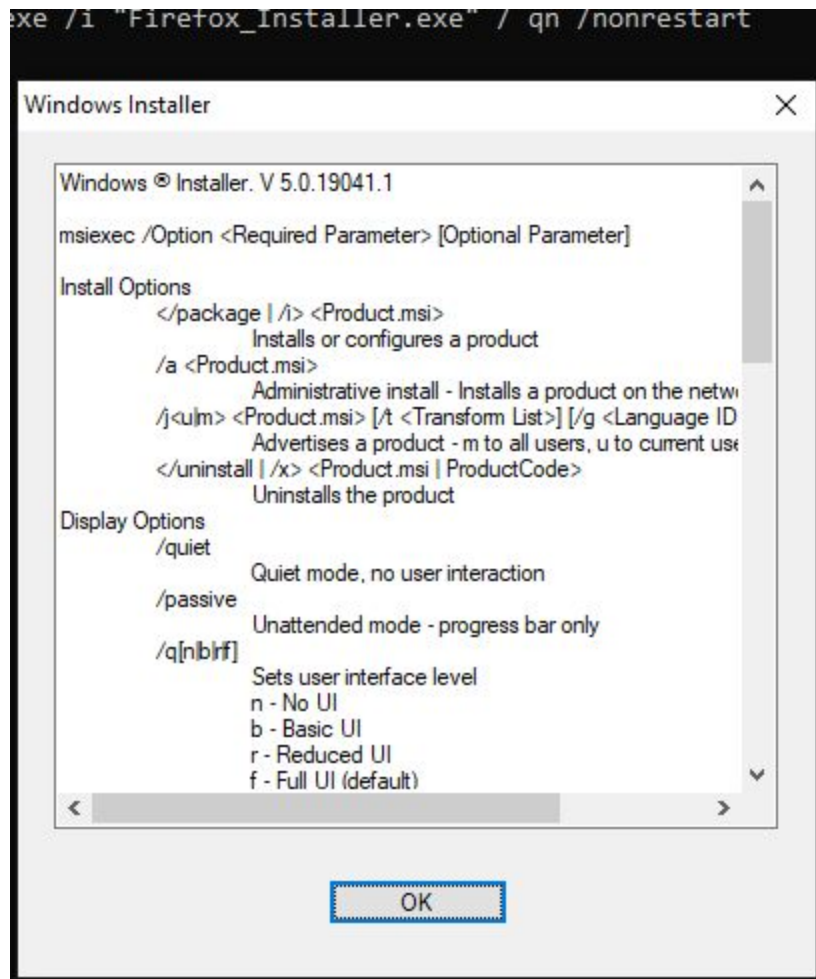 exe /i "Firefox_Installer.exe" / qn /nonrestart
Windows Installer
Windows ® Installer. V 5.0.19041.1
msiexec /Option <Required Parameter> [Optional Parameter]
Install Options
</package | /i> <Product.msi>
Installs or configures a product
/a <Product.msi>
Administrative install - Installs a product on the netw
/j<u|m> <Product.msi> [/t <Transform List>] [/g <Language ID
Advertises a product - m to all users, u to current use
</uninstall | /x> <Product.msi | ProductCode>
Uninstalls the product
Display Options
/quiet
Quiet mode, no user interaction
/passive
Unattended mode - progress bar only
/q[n|b|r|f]
Sets user interface level
n - No UI
b - Basic UI
r - Reduced UI
f - Full UI (default)
OK